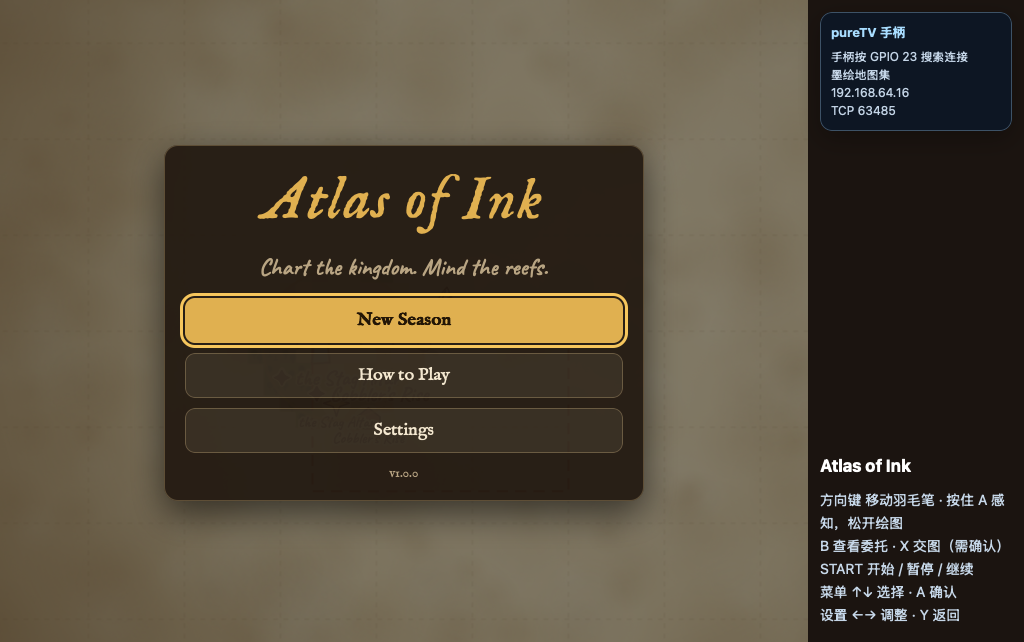 Atlas of Ink
Chart the kingdom. Mind the reefs.
New Season
How to Play
Settings
v1.0.0
pureTV 手柄
手柄按 GPIO 23 搜索连接
墨绘地图集
192.168.64.16
TCP 63485
Atlas of Ink
方向键 移动羽毛笔 · 按住 A 感
知，松开绘图
B 查看委托 · X 交图（需确认）
START 开始 / 暂停 / 继续
菜单 ↑↓ 选择 · A 确认
设置 ←→ 调整 · Y 返回